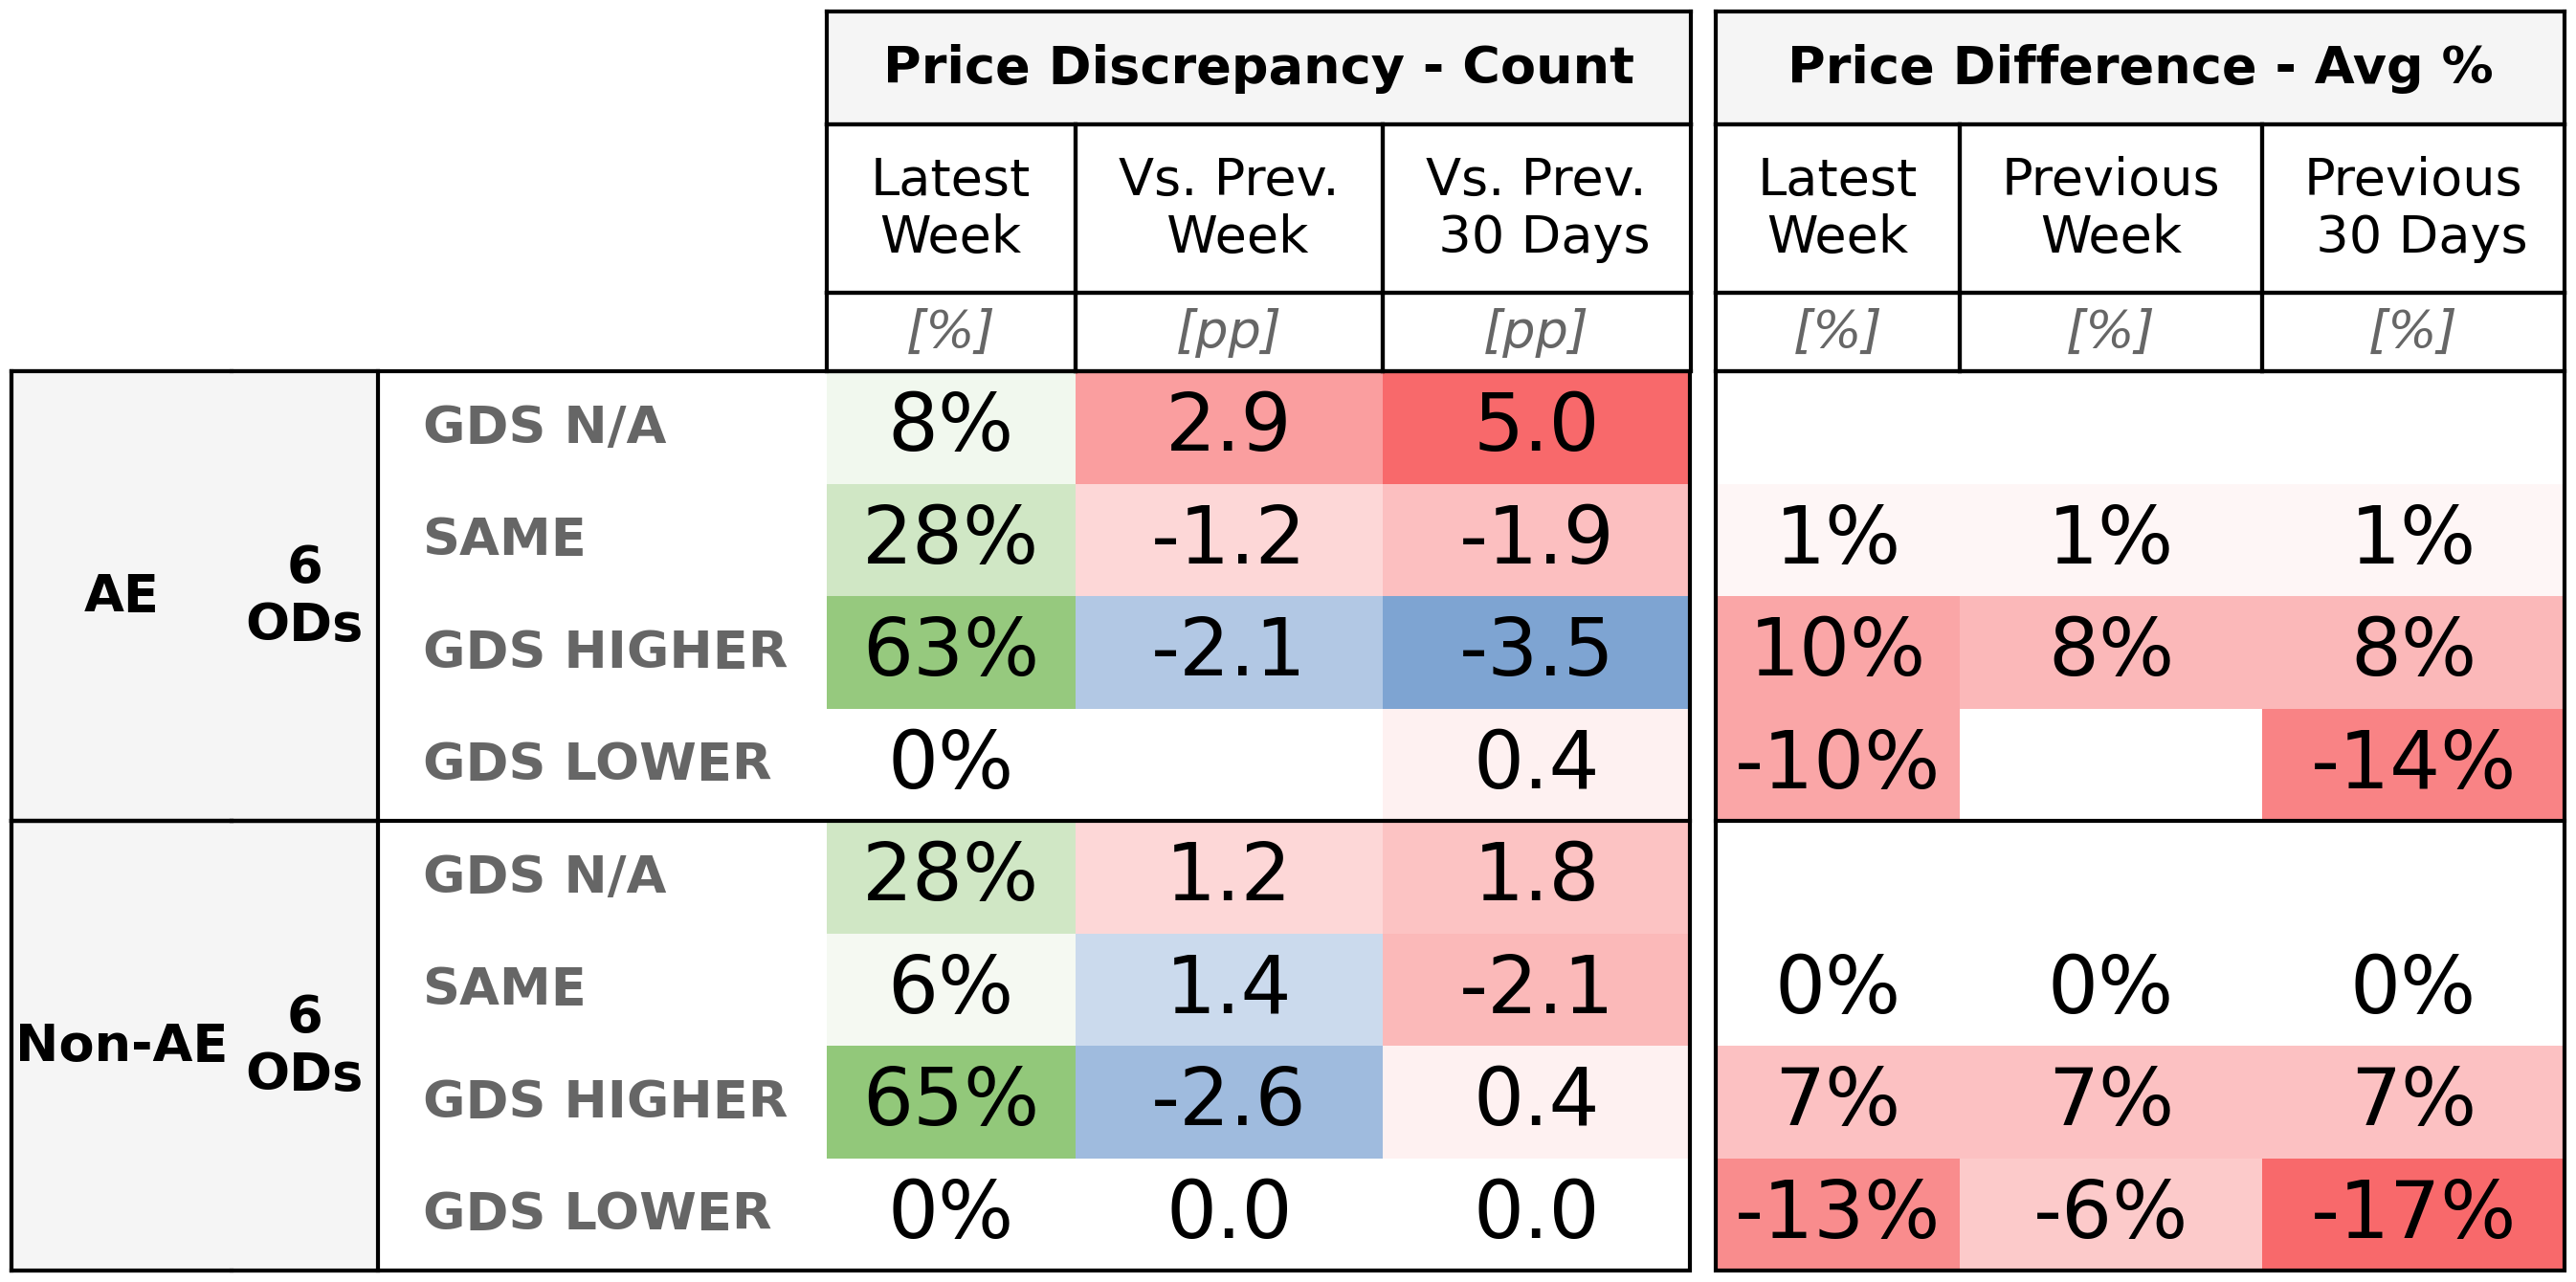 Price Discrepancy - Count Price Difference - Avg %
Latest Week Vs. Prev. Week Vs. Prev. 30 Days Latest Week Previous Week Previous 30 Days
[%] [pp] [pp] [%] [%] [%]
AE 6 ODs
GDS N/A 8% 2.9 5.0
SAME 28% -1.2 -1.9 1% 1% 1%
GDS HIGHER 63% -2.1 -3.5 10% 8% 8%
GDS LOWER 0% 0.4 -10% -14%
Non-AE 6 ODs
GDS N/A 28% 1.2 1.8
SAME 6% 1.4 -2.1 0% 0% 0%
GDS HIGHER 65% -2.6 0.4 7% 7% 7%
GDS LOWER 0% 0.0 0.0 -13% -6% -17%